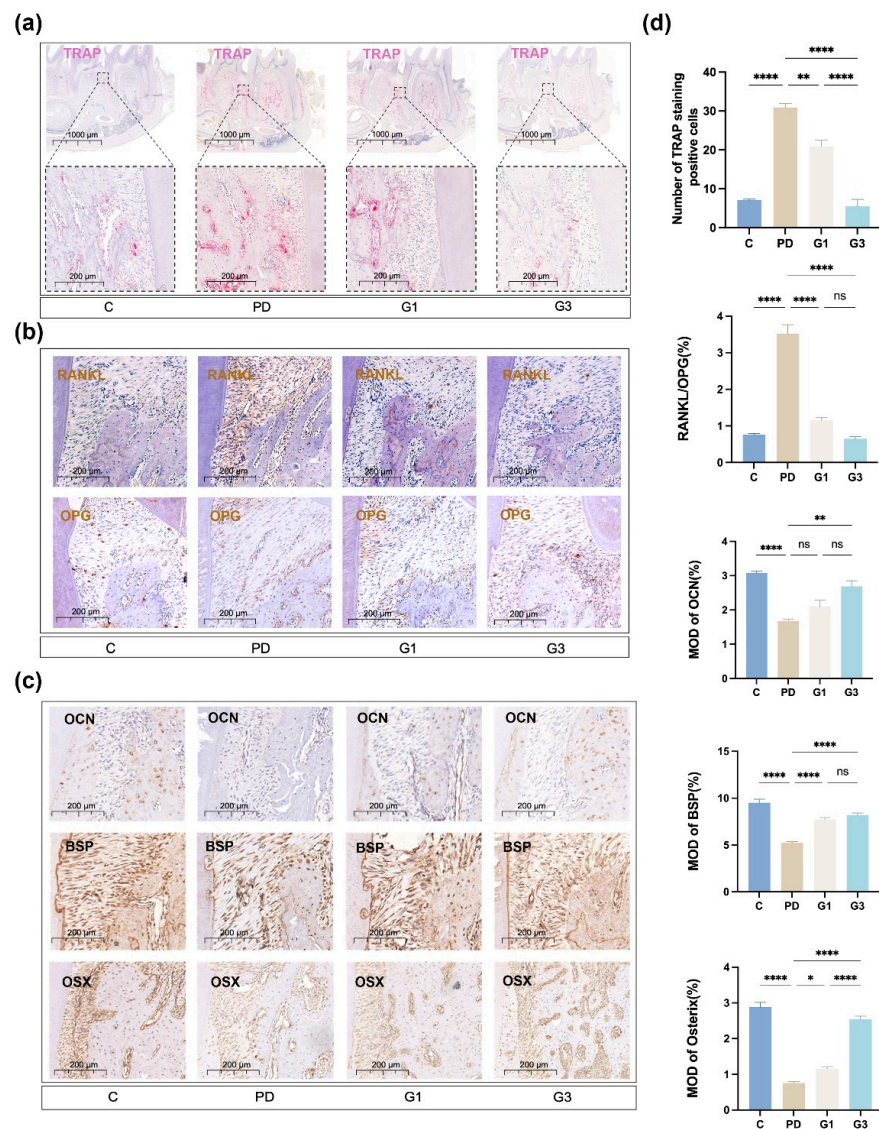 (a)
TRAP TRAP TRAP TRAP
1000 µm 1000 µm 1000 µm 1000 µm
200 µm 200 µm 200 µm 200 µm
C PD G1 G3
(b)
RANKL RANKL RANKL RANKL
200 µm 200 µm 200 µm 200 µm
OPG OPG OPG OPG
200 µm 200 µm 200 µm 200 µm
C PD G1 G3
(c)
OCN OCN OCN OCN
200 µm 200 µm 200 µm 200 µm
BSP BSP BSP BSP
200 µm 200 µm 200 µm 200 µm
OSX OSX OSX OSX
200 µm 200 µm 200 µm 200 µm
C PD G1 G3
(d)
Number of TRAP staining
positive cells
****
**** ** ****
40
30
20
10
0
C PD G1 G3
RANKL/OPG(%)
****
**** **** ns
4
3
2
1
0
C PD G1 G3
MOD of OCN(%)
**
**** ns ns
4
3
2
1
0
C PD G1 G3
MOD of BSP(%)
****
**** **** ns
15
10
5
0
C PD G1 G3
MOD of Osterix(%)
****
**** * ****
4
3
2
1
0
C PD G1 G3